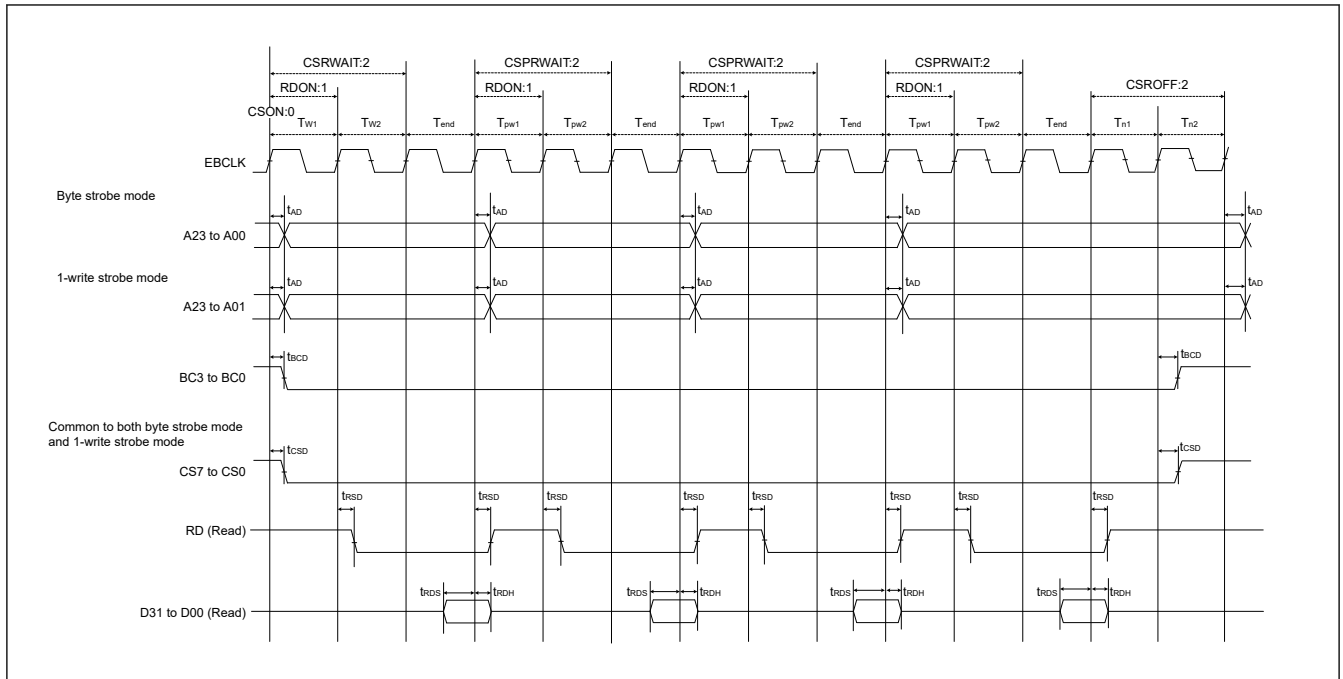 CSRWAIT:2 CSPRWAIT:2 CSPRWAIT:2 CSPRWAIT:2
RDON:1 RDON:1 RDON:1 RDON:1 CSROFF:2
CSON:0
TW1 TW2 Tend Tpw1 Tpw2 Tend Tpw1 Tpw2 Tend Tpw1 Tpw2 Tend Tn1 Tn2
EBCLK
Byte strobe mode
tAD tAD tAD tAD tAD
A23 to A00
1-write strobe mode
tAD tAD tAD tAD tAD
A23 to A01
tBCD tBCD
BC3 to BC0
Common to both byte strobe mode
and 1-write strobe mode
tCSD tCSD
CS7 to CS0
tRSD tRSD tRSD tRSD tRSD tRSD tRSD tRSD
RD (Read)
tRDS tRDH tRDS tRDH tRDS tRDH tRDS tRDH
D31 to D00 (Read)